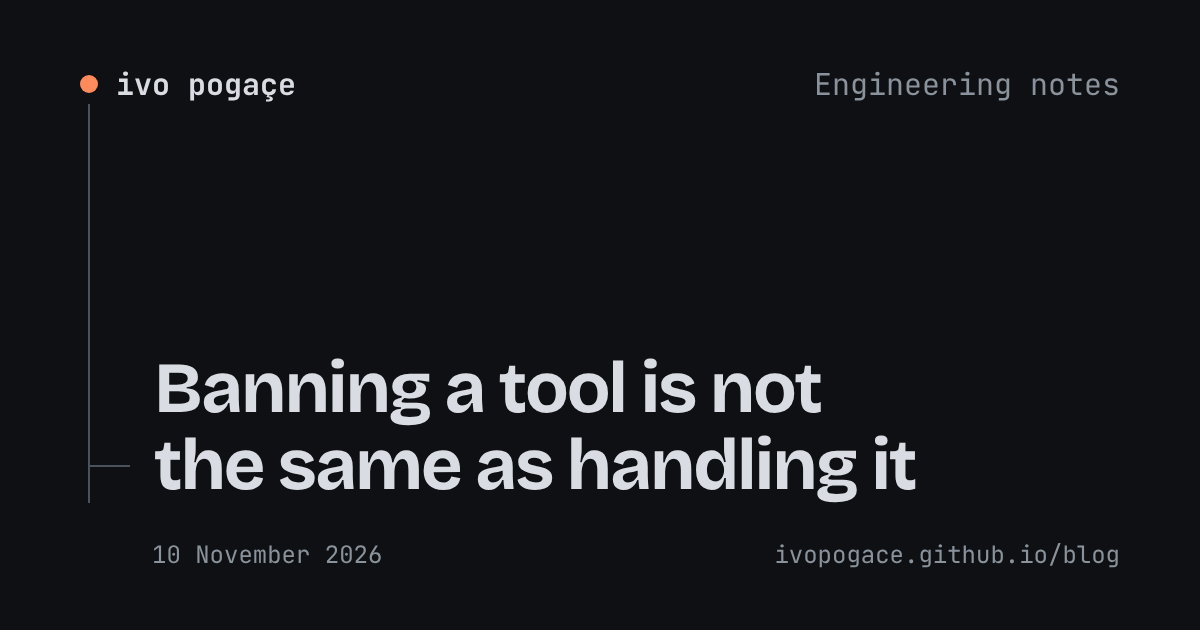 ivo pogaçe
Engineering notes
Banning a tool is not
the same as handling it
10 November 2026
ivopogace.github.io/blog